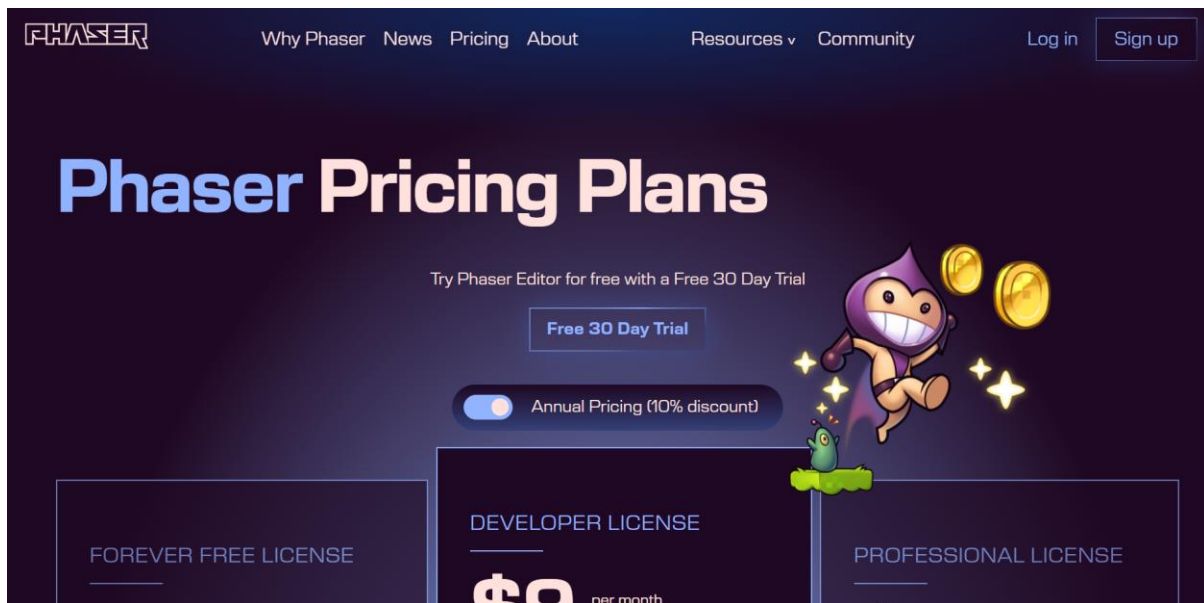 PHASER
Why Phaser News Pricing About Resources v Community Log in Sign up
Phaser Pricing Plans
Try Phaser Editor for free with a Free 30 Day Trial
Free 30 Day Trial
Annual Pricing (10% discount)
FOREVER FREE LICENSE
DEVELOPER LICENSE
$9 per month
PROFESSIONAL LICENSE